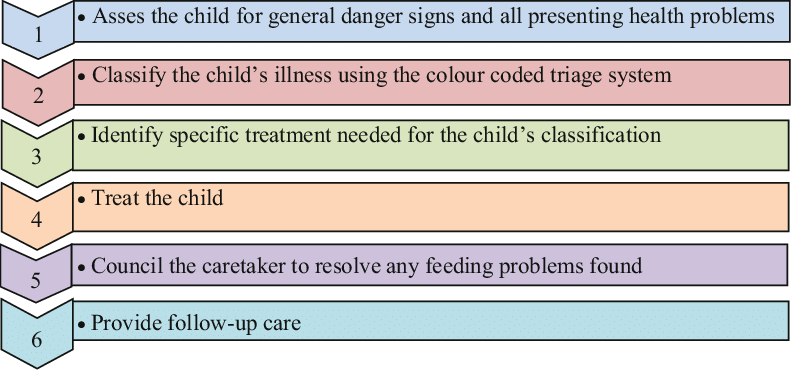 1
• Asses the child for general danger signs and all presenting health problems
2
• Classify the child's illness using the colour coded triage system
3
• Identify specific treatment needed for the child's classification
4
• Treat the child
5
• Council the caretaker to resolve any feeding problems found
6
• Provide follow-up care